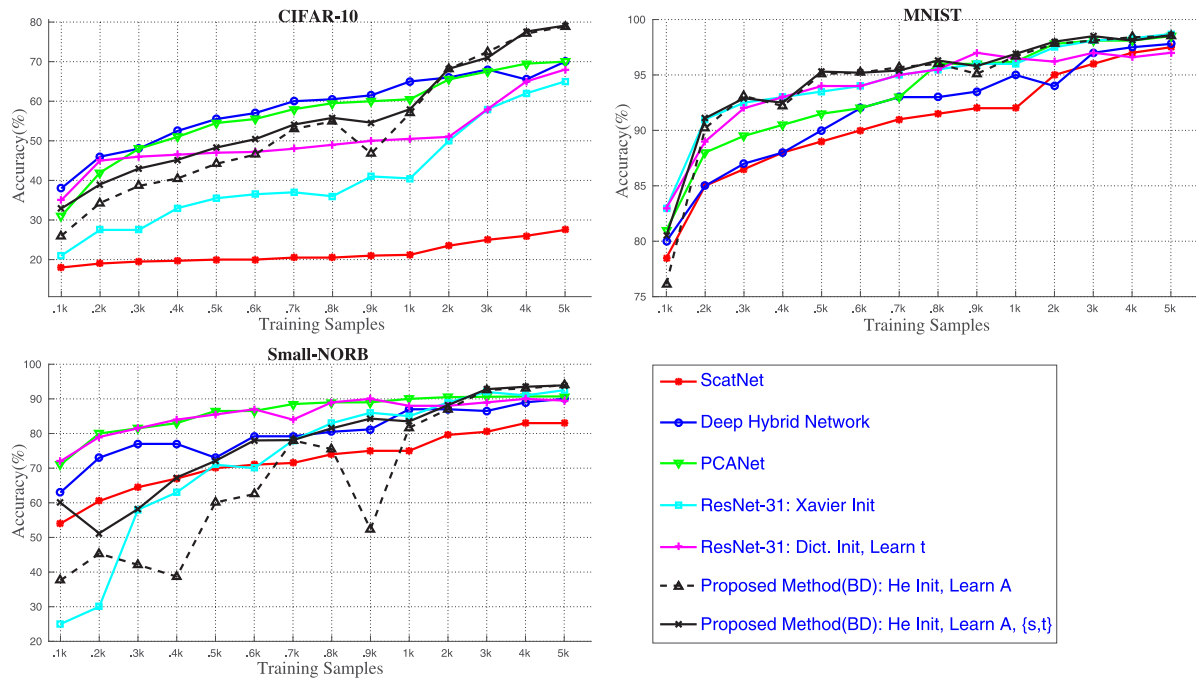 CIFAR-10
80
70
60
50
40
30
20
Accuracy(%)
.1k .2k .3k .4k .5k .6k .7k .8k .9k 1k 2k 3k 4k 5k
Training Samples
MNIST
100
95
90
85
80
75
Accuracy(%)
.1k .2k .3k .4k .5k .6k .7k .8k .9k 1k 2k 3k 4k 5k
Training Samples
Small-NORB
100
90
80
70
60
50
40
30
20
Accuracy(%)
.1k .2k .3k .4k .5k .6k .7k .8k .9k 1k 2k 3k 4k 5k
Training Samples
ScatNet
Deep Hybrid Network
PCANet
ResNet-31: Xavier Init
ResNet-31: Dict. Init, Learn t
Proposed Method(BD): He Init, Learn A
Proposed Method(BD): He Init, Learn A, {s,t}